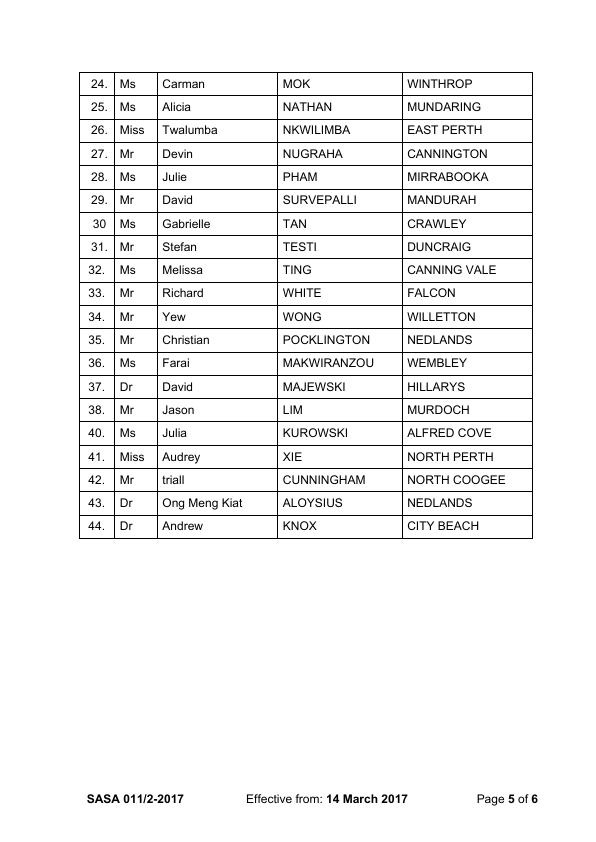 24. Ms Carman MOK WINTHROP
25. Ms Alicia NATHAN MUNDARING
26. Miss Twalumba NKWILIMBA EAST PERTH
27. Mr Devin NUGRAHA CANNINGTON
28. Ms Julie PHAM MIRRABOOKA
29. Mr David SURVEPALLI MANDURAH
30 Ms Gabrielle TAN CRAWLEY
31. Mr Stefan TESTI DUNCRAIG
32. Ms Melissa TING CANNING VALE
33. Mr Richard WHITE FALCON
34. Mr Yew WONG WILLETTON
35. Mr Christian POCKLINGTON NEDLANDS
36. Ms Farai MAKWIRANZOU WEMBLEY
37. Dr David MAJEWSKI HILLARYS
38. Mr Jason LIM MURDOCH
40. Ms Julia KUROWSKI ALFRED COVE
41. Miss Audrey XIE NORTH PERTH
42. Mr triall CUNNINGHAM NORTH COOGEE
43. Dr Ong Meng Kiat ALOYSIUS NEDLANDS
44. Dr Andrew KNOX CITY BEACH
SASA 011/2-2017 Effective from: 14 March 2017 Page 5 of 6